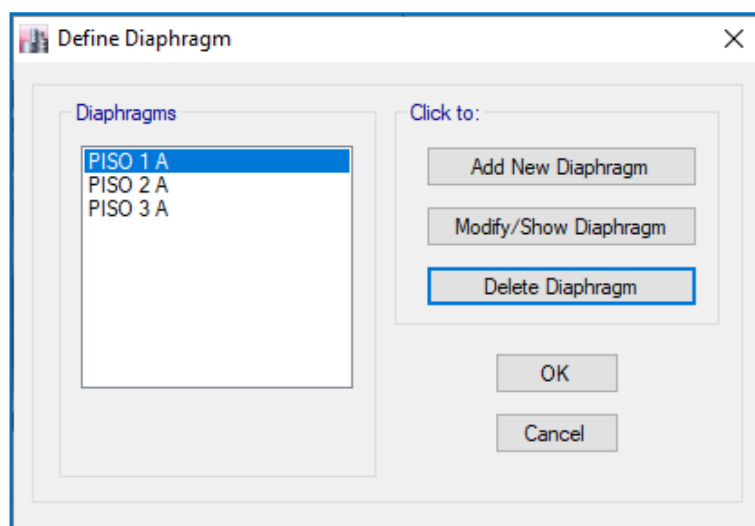 Define Diaphragm
Diaphragms
PISO 1 A
PISO 2 A
PISO 3 A
Click to:
Add New Diaphragm
Modify/Show Diaphragm
Delete Diaphragm
OK
Cancel